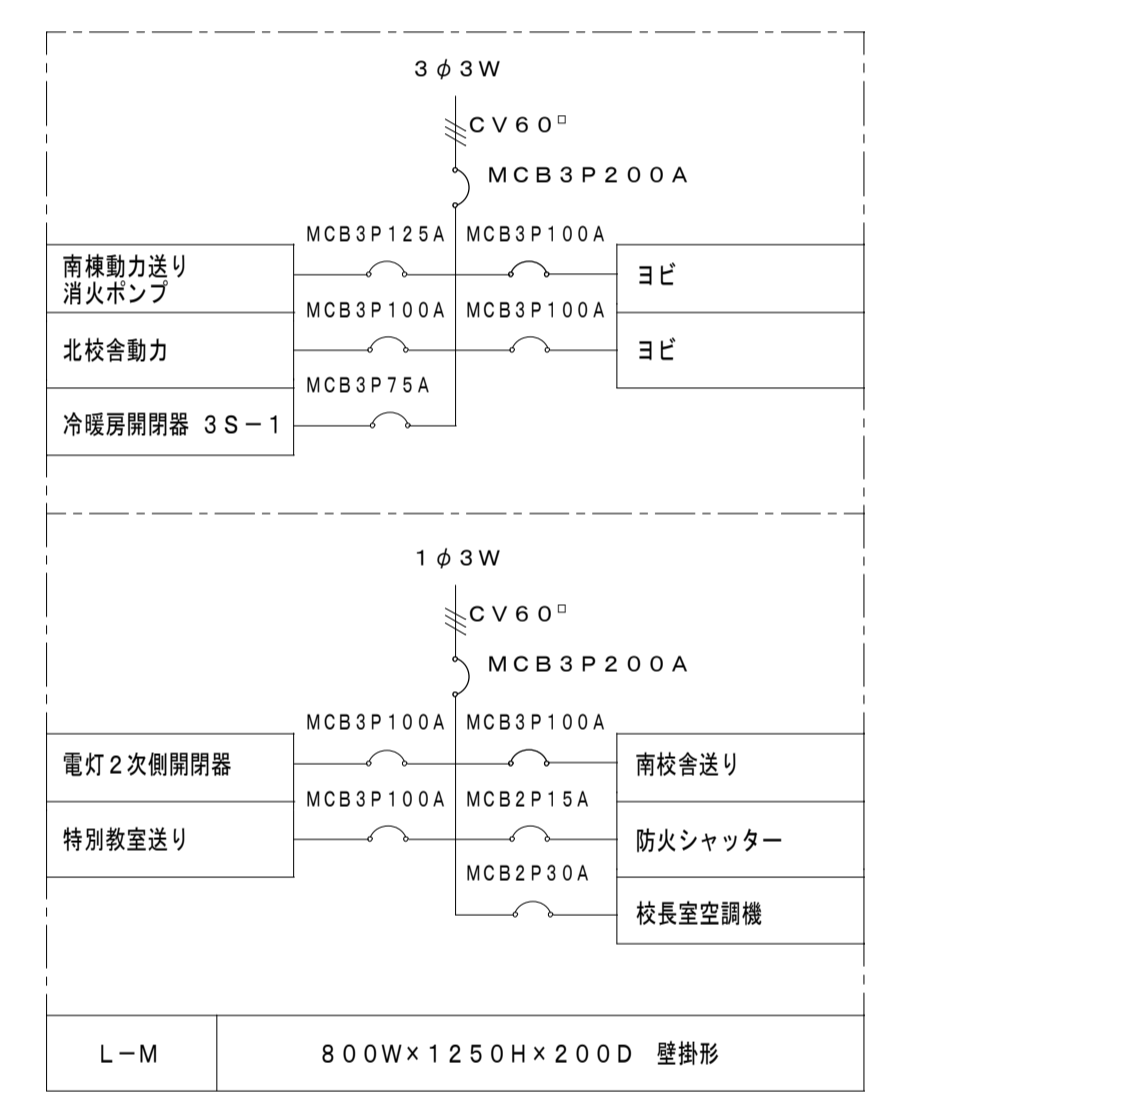 3φ3W
CV60□
MCB3P200A
MCB3P125A MCB3P100A
南棟動力送り
消火ポンプ
ヨビ
MCB3P100A MCB3P100A
北校舎動力
ヨビ
MCB3P75A
冷暖房開閉器 3S-1
1φ3W
CV60□
MCB3P200A
MCB3P100A MCB3P100A
電灯2次側開閉器
南校舎送り
MCB3P100A MCB2P15A
特別教室送り
防火シャッター
MCB2P30A
校長室空調機
L-M
800W×1250H×200D 壁掛形